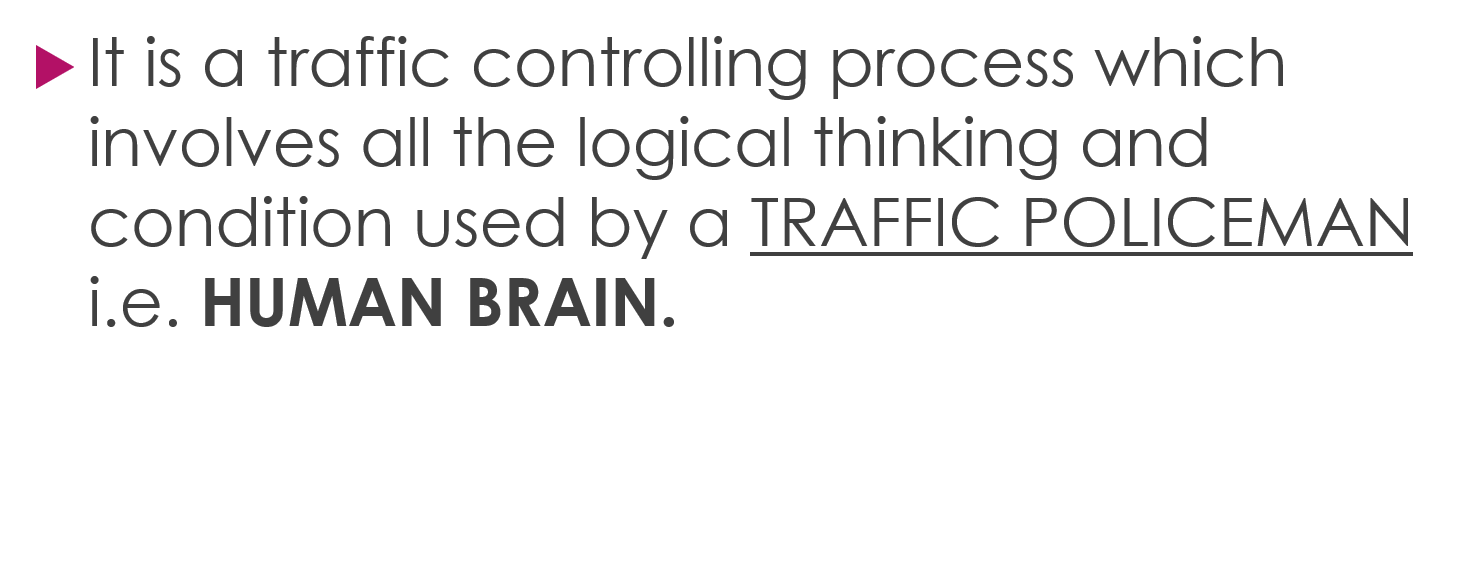 It is a traffic controlling process which
involves all the logical thinking and
condition used by a TRAFFIC POLICEMAN
i.e. HUMAN BRAIN.